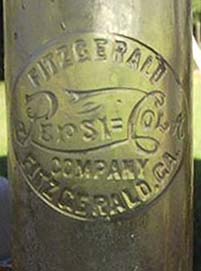 FITZGERALD
PEPSI=COLA
COMPANY
FITZGERALD, GA.